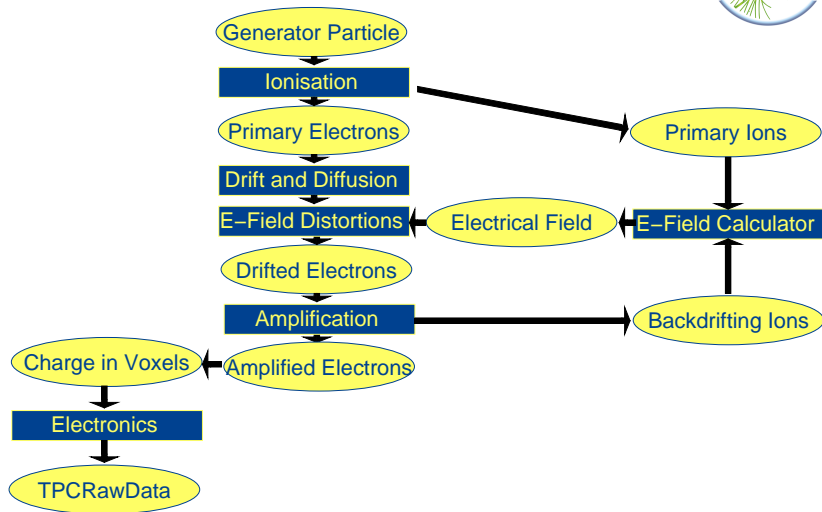 Generator Particle
Ionisation
Primary Electrons
Primary Ions
Drift and Diffusion
E−Field Distortions
Electrical Field
E−Field Calculator
Drifted Electrons
Amplification
Backdrifting Ions
Charge in Voxels
Amplified Electrons
Electronics
TPCRawData